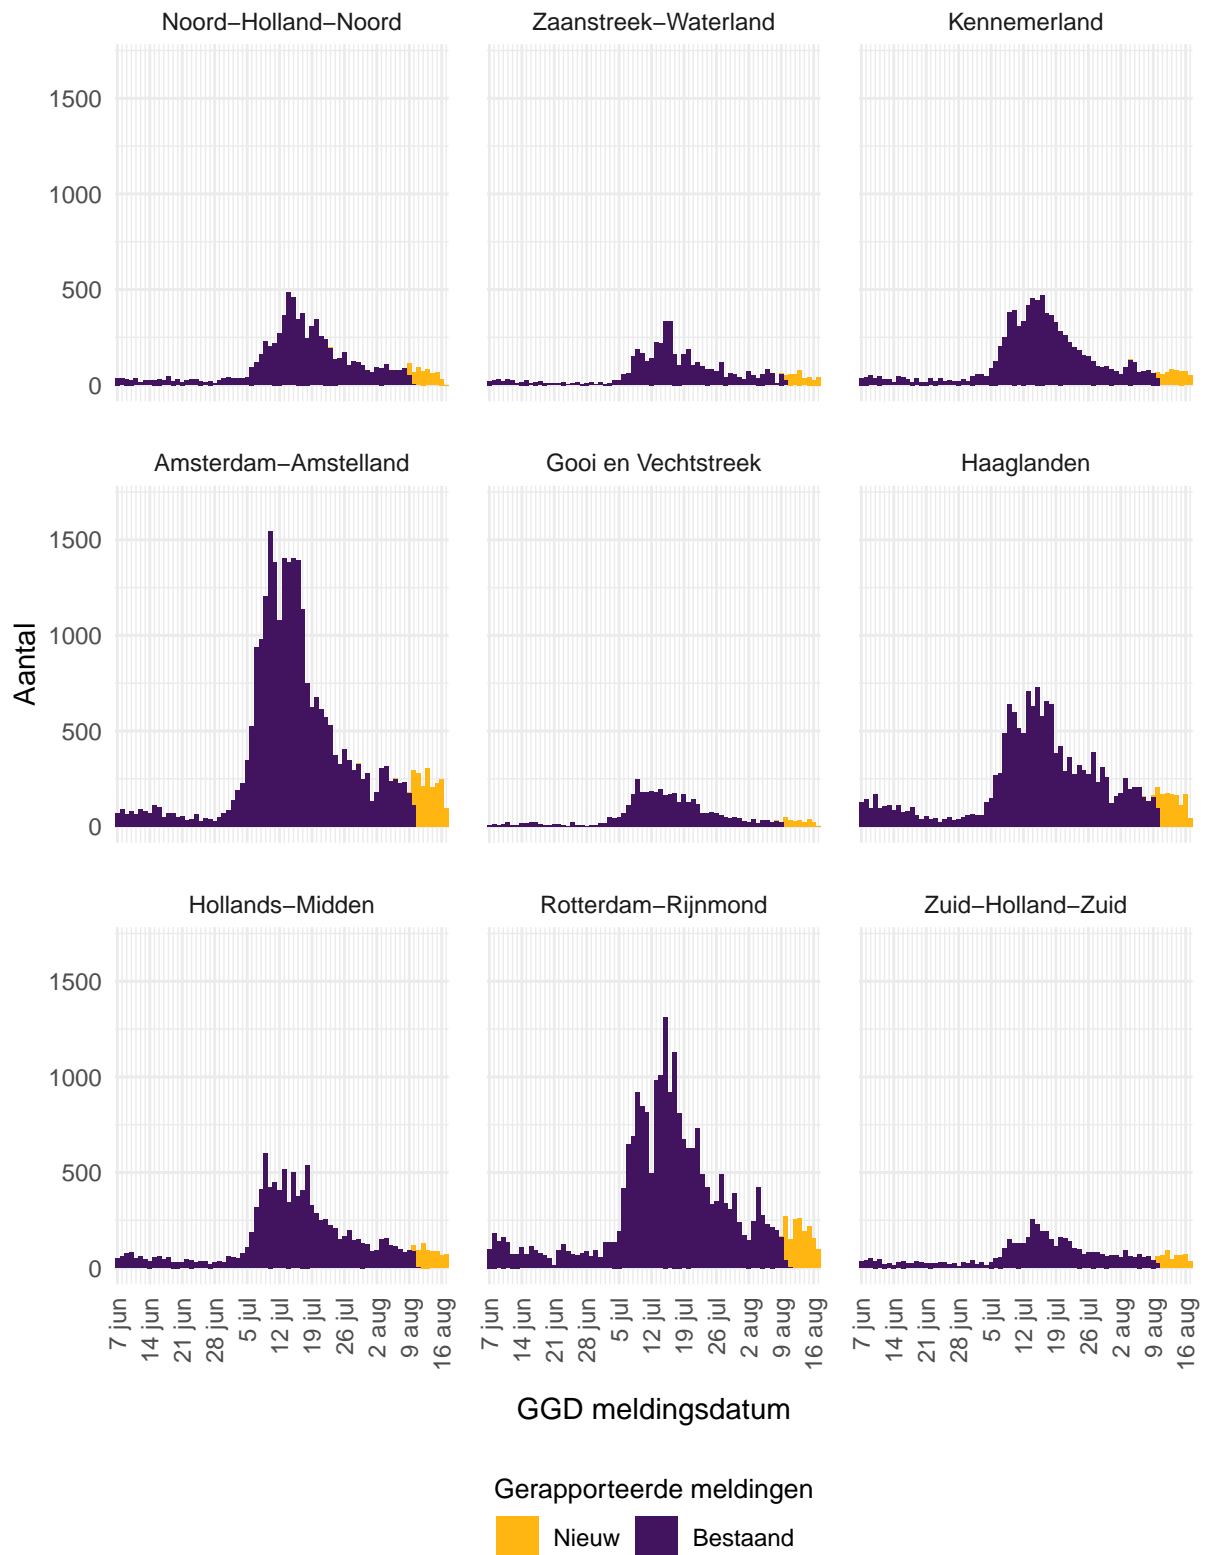 Noord−Holland−Noord Zaanstreek−Waterland Kennemerland
1500
1000
500
0
Amsterdam−Amstelland Gooi en Vechtstreek Haaglanden
1500
1000
500
0
Aantal
Hollands−Midden Rotterdam−Rijnmond Zuid−Holland−Zuid
1500
1000
500
0
7 jun 14 jun 21 jun 28 jun 5 jul 12 jul 19 jul 26 jul 2 aug 9 aug 16 aug 7 jun 14 jun 21 jun 28 jun 5 jul 12 jul 19 jul 26 jul 2 aug 9 aug 16 aug 7 jun 14 jun 21 jun 28 jun 5 jul 12 jul 19 jul 26 jul 2 aug 9 aug 16 aug
GGD meldingsdatum
Gerapporteerde meldingen
Nieuw Bestaand